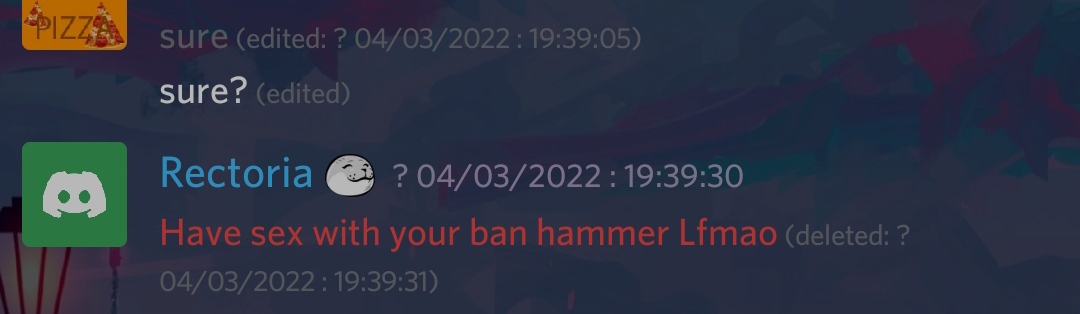 PIZZA
sure (edited: ? 04/03/2022 : 19:39:05)
sure? (edited)
Rectoria ? 04/03/2022 : 19:39:30
Have sex with your ban hammer Lfmao (deleted: ?
04/03/2022 : 19:39:31)